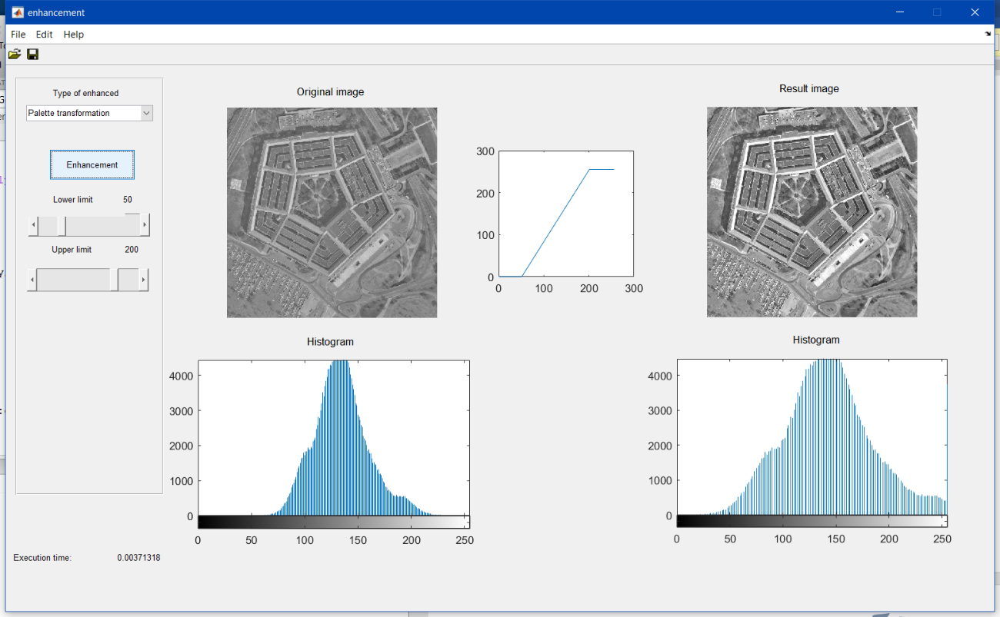 enhancement
File Edit Help
Type of enhanced
Palette transformation
Enhancement
Lower limit 50
Upper limit 200
Original image
Result image
300
200
100
0
0 100 200 300
Histogram
4000
3000
2000
1000
0
0 50 100 150 200 250
Histogram
4000
3000
2000
1000
0
0 50 100 150 200 250
Execution time: 0.00371318